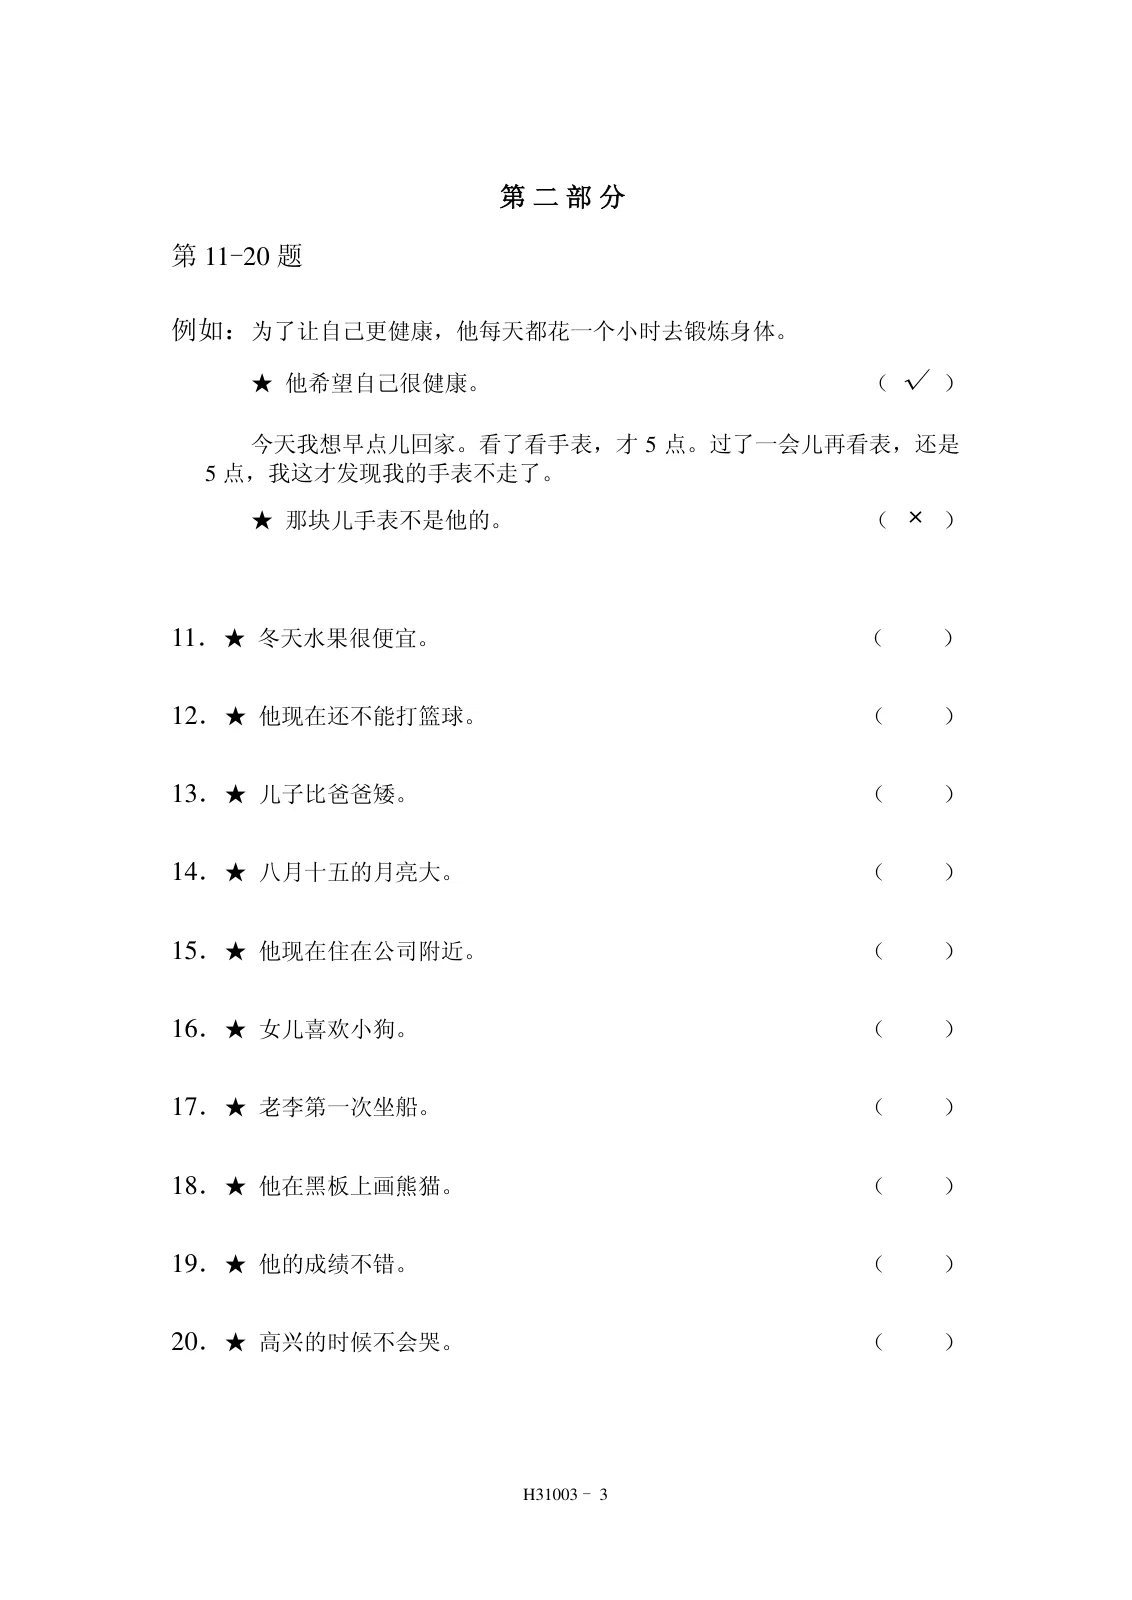 第二部分
第 11-20 题
例如：为了让自己更健康，他每天都花一个小时去锻炼身体。
★ 他希望自己很健康。 （ √ ）
今天我想早点儿回家。看了看手表，才 5 点。过了一会儿再看表，还是
5 点，我这才发现我的手表不走了。
★ 那块儿手表不是他的。 （ × ）
11．★ 冬天水果很便宜。 （ ）
12．★ 他现在还不能打篮球。 （ ）
13．★ 儿子比爸爸矮。 （ ）
14．★ 八月十五的月亮大。 （ ）
15．★ 他现在住在公司附近。 （ ）
16．★ 女儿喜欢小狗。 （ ）
17．★ 老李第一次坐船。 （ ）
18．★ 他在黑板上画熊猫。 （ ）
19．★ 他的成绩不错。 （ ）
20．★ 高兴的时候不会哭。 （ ）
H31003 - 3